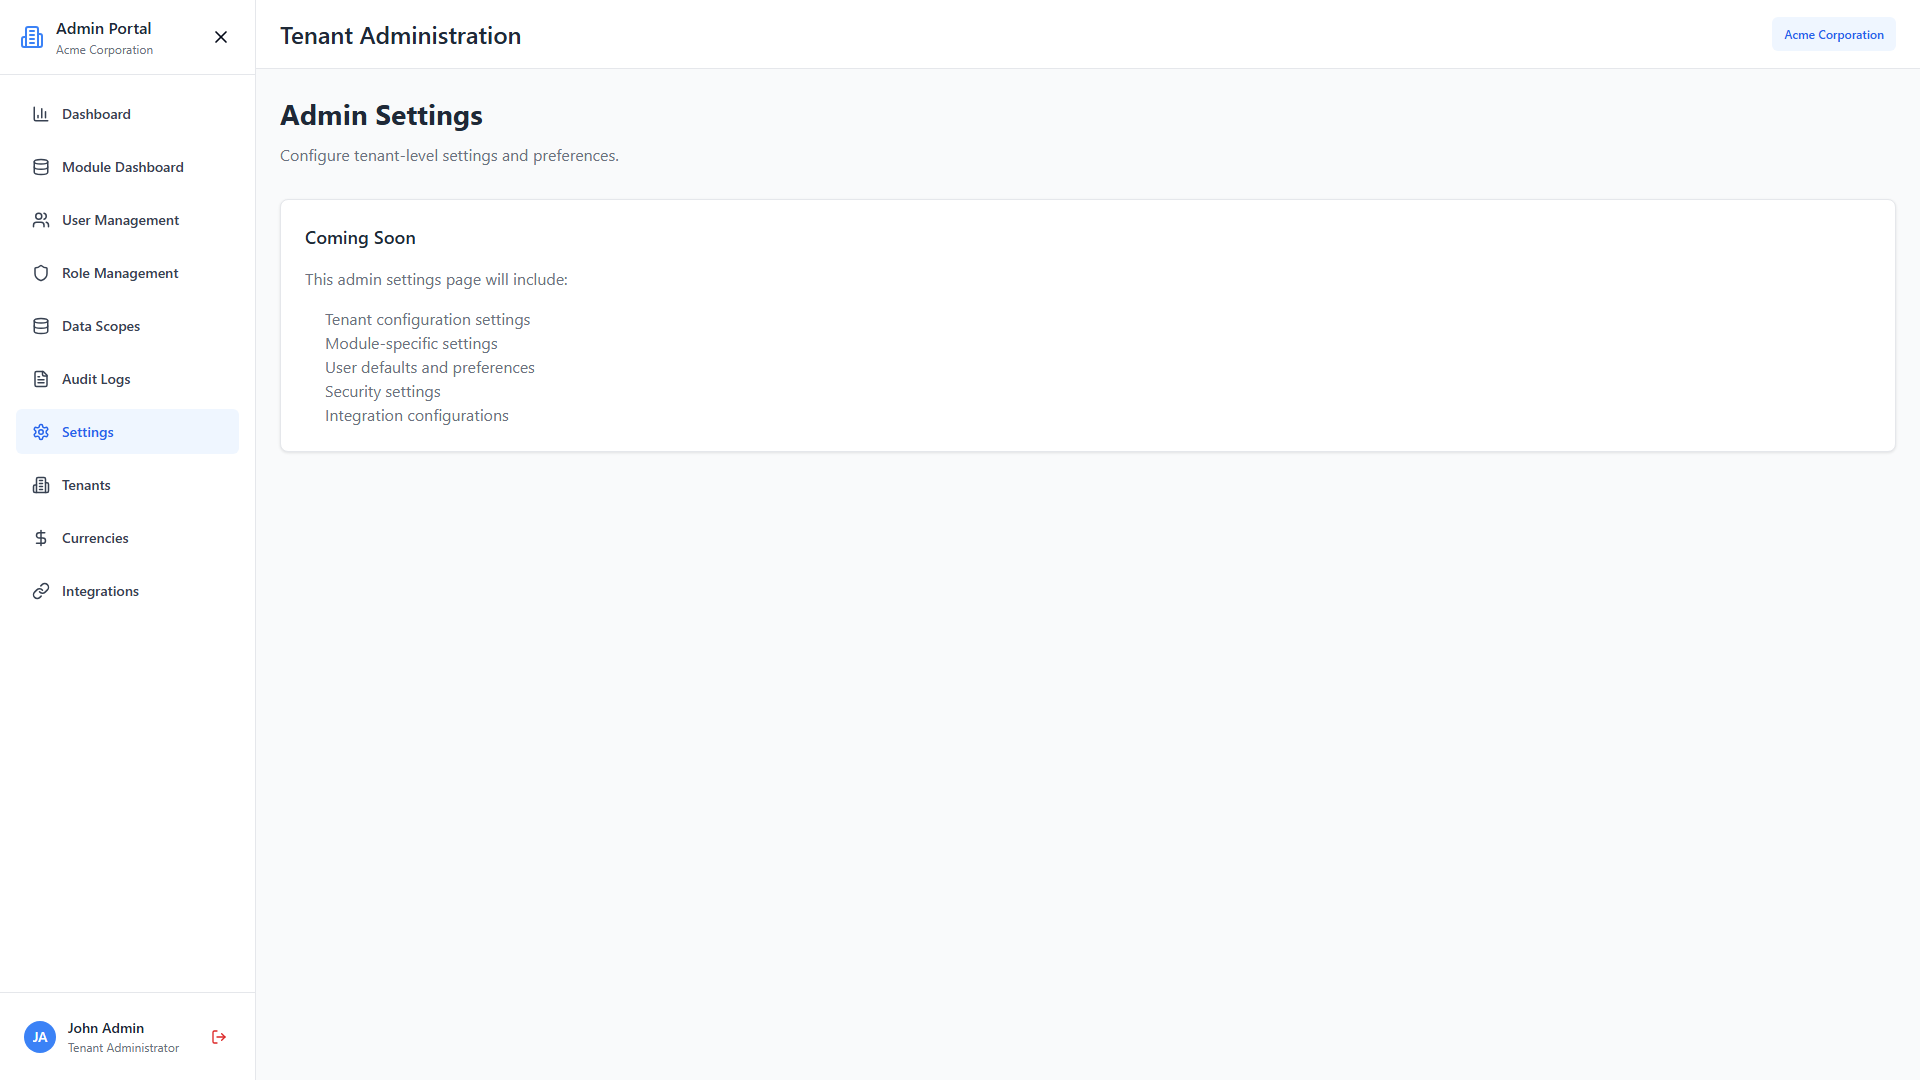 Admin Portal
Acme Corporation
Dashboard
Module Dashboard
User Management
Role Management
Data Scopes
Audit Logs
Settings
Tenants
Currencies
Integrations
JA
John Admin
Tenant Administrator
Tenant Administration
Acme Corporation
Admin Settings
Configure tenant-level settings and preferences.
Coming Soon
This admin settings page will include:
Tenant configuration settings
Module-specific settings
User defaults and preferences
Security settings
Integration configurations